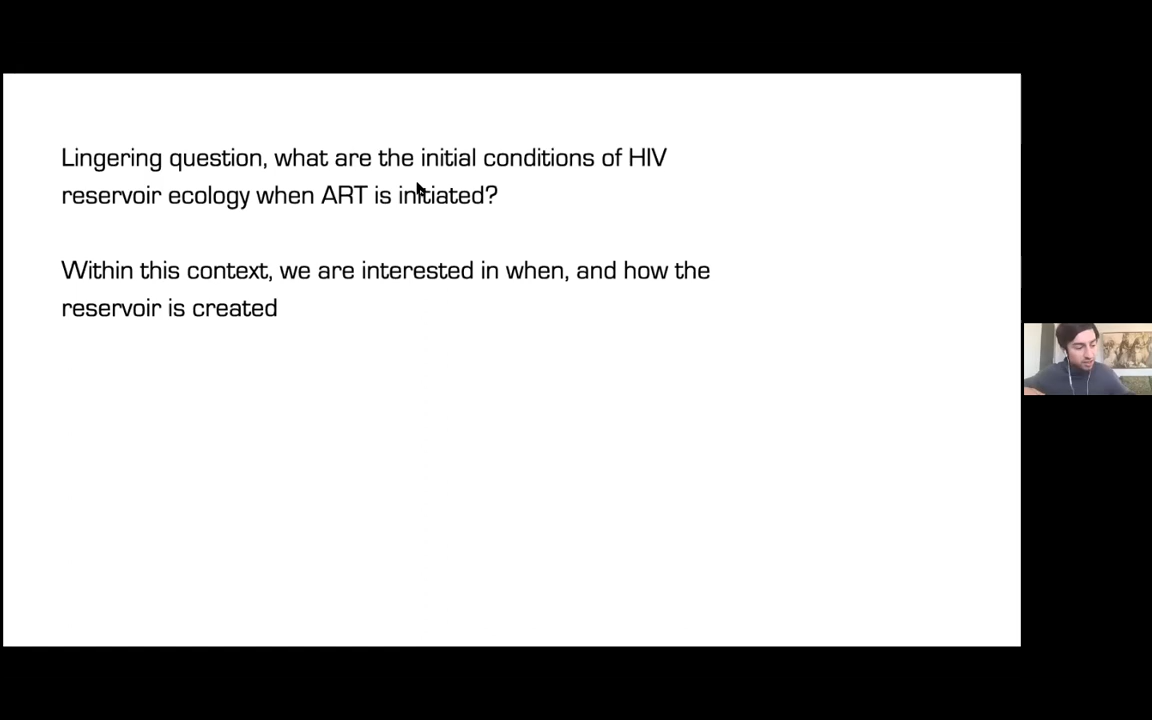 Lingering question, what are the initial conditions of HIV
reservoir ecology when ART is initiated?
Within this context, we are interested in when, and how the
reservoir is created